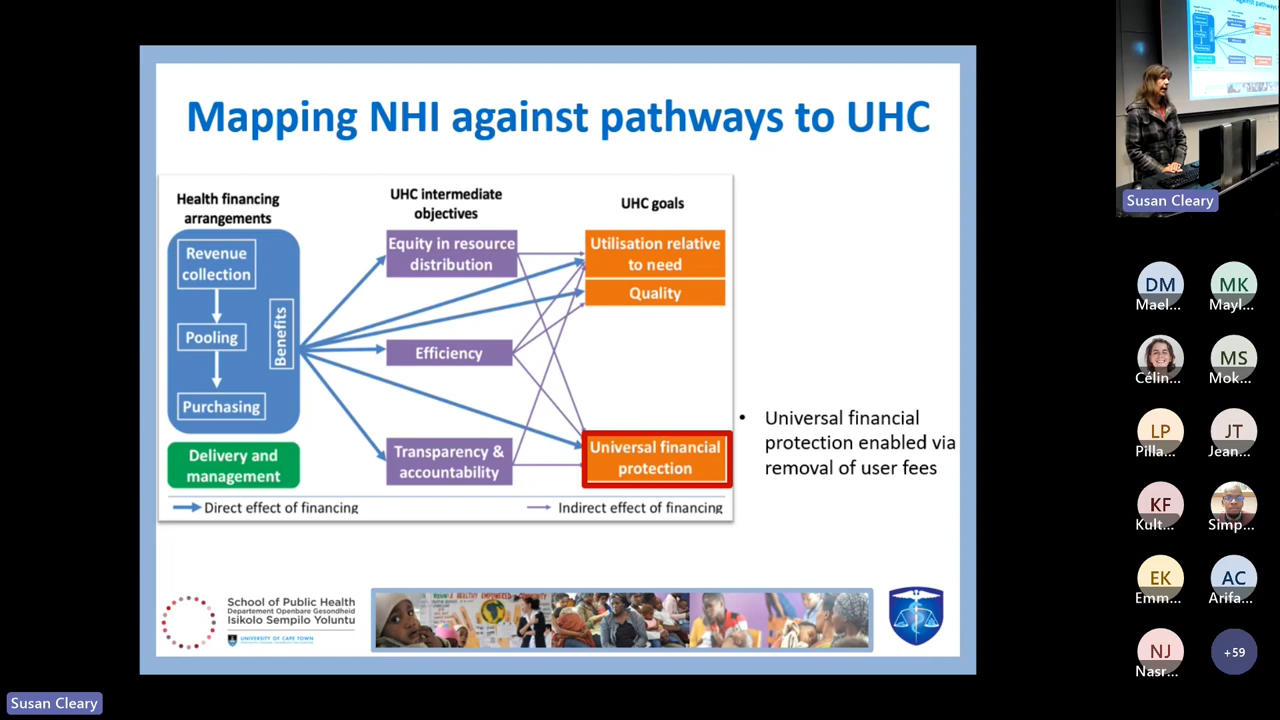 Mapping NHI against pathways to UHC
Health financing
arrangements
Revenue
collection
Pooling
Purchasing
Benefits
Delivery and
management
UHC intermediate
objectives
Equity in resource
distribution
Efficiency
Transparency &
accountability
UHC goals
Utilisation relative
to need
Quality
Universal financial
protection
Direct effect of financing
Indirect effect of financing
• Universal financial
protection enabled via
removal of user fees
School of Public Health
Departement Openbare Gesondheid
Isikolo Sempilo Yoluntu
UNIVERSITY OF CAPE TOWN
Susan Cleary
DM
Mael...
MK
Mayl...
Célin...
MS
Mok...
LP
Pilla...
JT
Jean...
KF
Kult...
Simp...
EK
Emm...
AC
Arifa...
NJ
Nasr...
+59
Susan Cleary